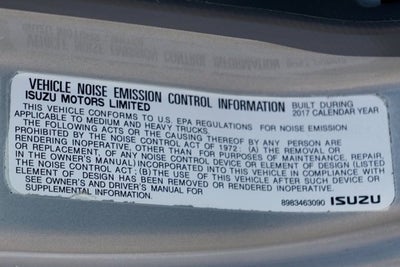 VEHICLE NOISE EMISSION CONTROL INFORMATION
ISUZU MOTORS LIMITED
BUILT DURING
2017 CALENDAR YEAR
THIS VEHICLE CONFORMS TO U.S. EPA REGULATIONS FOR NOISE EMISSION
APPLICABLE TO MEDIUM AND HEAVY TRUCKS.
THE FOLLOWING ACTS OR THE CAUSING THEREOF BY ANY PERSON ARE
PROHIBITED BY THE NOISE CONTROL ACT OF 1972; (A) THE REMOVAL OR
RENDERING INOPERATIVE, OTHER THAN FOR PURPOSES OF MAINTENANCE, REPAIR,
OR REPLACEMENT, OF ANY NOISE CONTROL DEVICE OR ELEMENT OF DESIGN (LISTED
IN THE OWNER'S MANUAL) INCORPORATED INTO THIS VEHICLE IN COMPLIANCE WITH
THE NOISE CONTROL ACT; (B) THE USE OF THIS VEHICLE AFTER SUCH DEVICE OR
ELEMENT OF DESIGN HAS BEEN REMOVED OR RENDERED INOPERATIVE.
SEE OWNER'S AND DRIVER'S MANUAL FOR
SUPPLEMENTAL INFORMATION.
8983463090 ISUZU